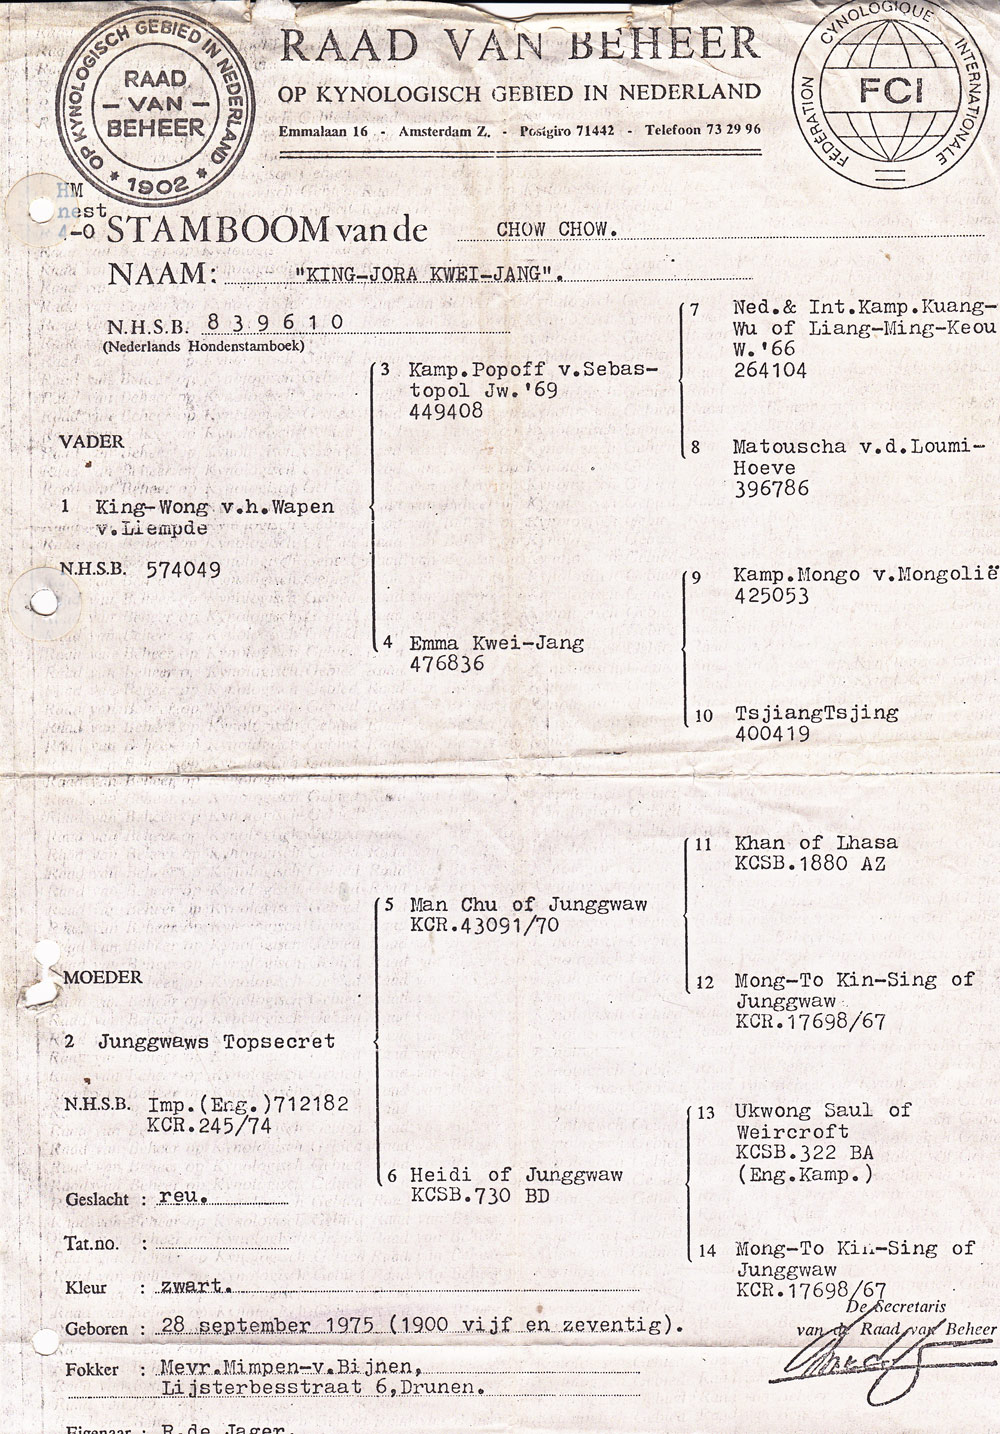 OP KYNOLOGISCH GEBIED IN NEDERLAND
RAAD
VAN
BEHEER
* 1902 *
RAAD VAN BEHEER
OP KYNOLOGISCH GEBIED IN NEDERLAND
Emmalaan 16 - Amsterdam Z. - Postgiro 71442 - Telefoon 73 29 96
FÉDÉRATION CYNOLOGIQUE INTERNATIONALE
FCI
HM
nest
4-0
STAMBOOM van de CHOW CHOW.
NAAM: "KING-JORA KWEI-JANG".
N.H.S.B. 839610
(Nederlands Hondenstamboek)
VADER
1 King-Wong v.h.Wapen
v.Liempde
N.H.S.B. 574049
3 Kamp.Popoff v.Sebas-
topol Jw.'69
449408
4 Emma Kwei-Jang
476836
7 Ned.& Int.Kamp.Kuang-
Wu of Liang-Ming-Keou
W.'66
264104
8 Matouscha v.d.Loumi-
Hoeve
396786
9 Kamp.Mongo v.Mongolië
425053
10 TsjiangTsjing
400419
MOEDER
2 Junggwaws Topsecret
N.H.S.B. Imp.(Eng.)712182
KCR.245/74
5 Man Chu of Junggwaw
KCR.43091/70
6 Heidi of Junggwaw
KCSB.730 BD
11 Khan of Lhasa
KCSB.1880 AZ
12 Mong-To Kin-Sing of
Junggwaw
KCR.17698/67
13 Ukwong Saul of
Weircroft
KCSB.322 BA
(Eng.Kamp.)
14 Mong-To Kin-Sing of
Junggwaw
KCR.17698/67
Geslacht : reu.
Tat.no. :
Kleur : zwart.
Geboren : 28 september 1975 (1900 vijf en zeventig).
De Secretaris
van de Raad van Beheer
Fokker : Mevr.Mimpen-v.Bijnen,
Lijsterbesstraat 6,Drunen.
Eigenaar : R.de Jager.